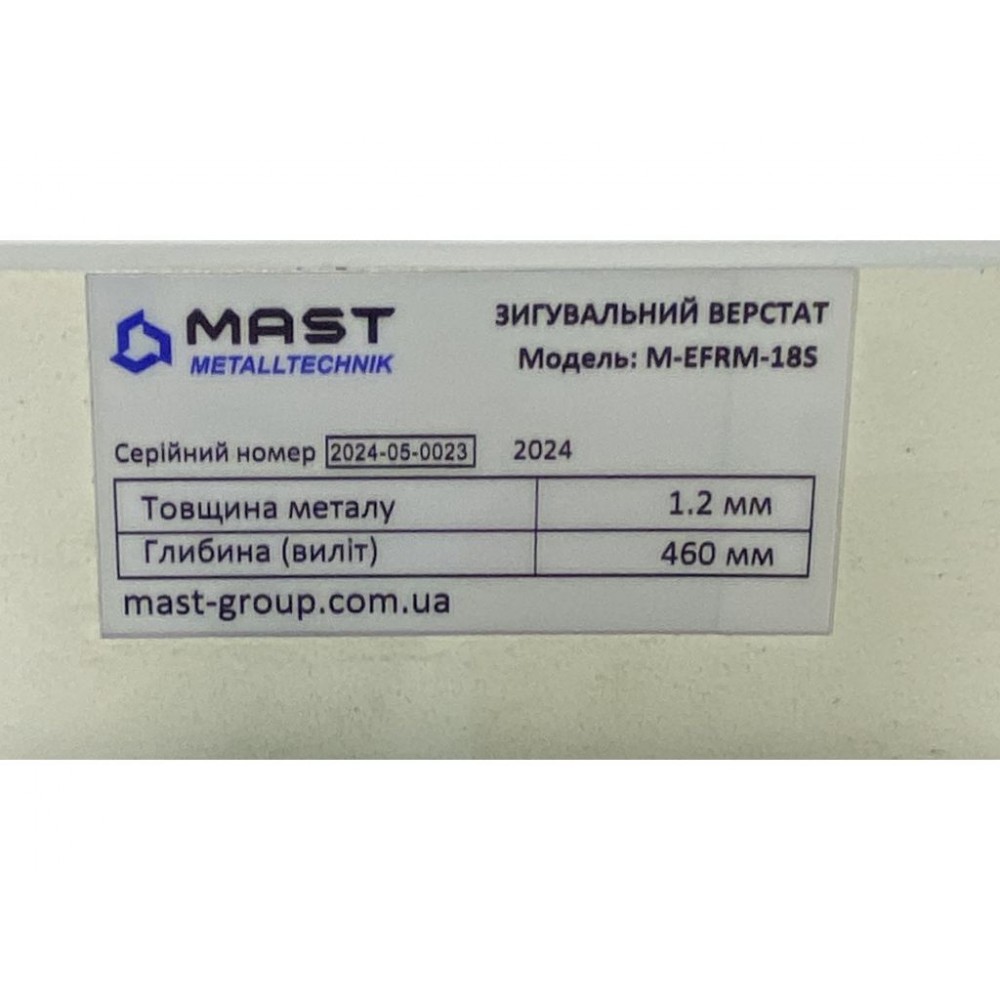 MAST
METALLTECHNIK
ЗИГУВАЛЬНИЙ ВЕРСТАТ
Модель: M-EFRM-18S
Серійний номер 2024-05-0023 2024
Товщина металу 1.2 мм
Глибина (виліт) 460 мм
mast-group.com.ua